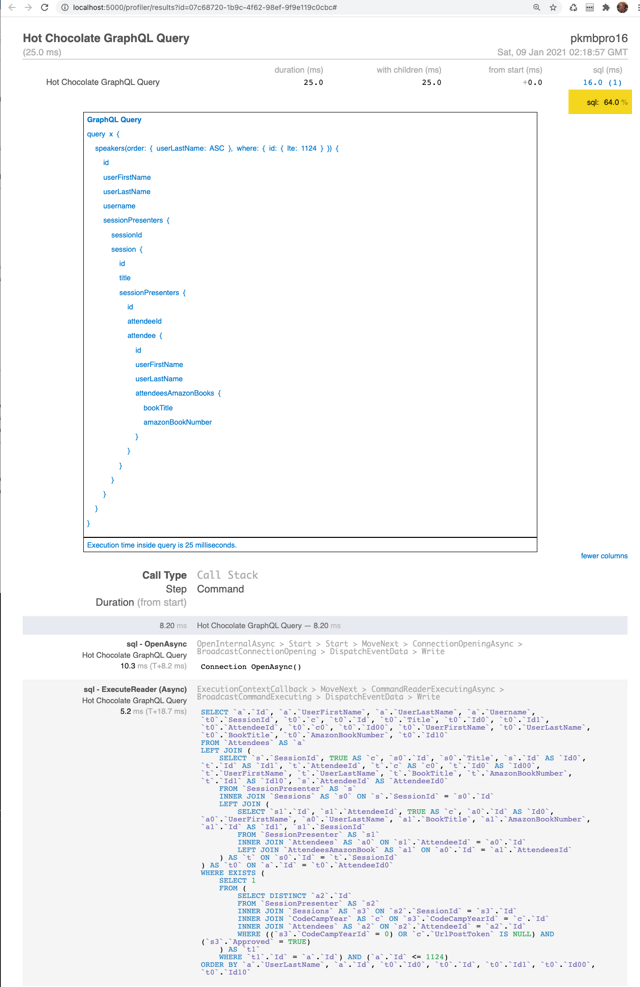 localhost:5000/profiler/results?id=07c68720-1b9c-4f62-98ef-9f9e119c0cbc#
Hot Chocolate GraphQL Query
pkmbpro16
(25.0 ms)
Sat, 09 Jan 2021 02:18:57 GMT
duration (ms) with children (ms) from start (ms) sql (ms)
Hot Chocolate GraphQL Query 25.0 25.0 +0.0 16.0 (1)
sql: 64.0 %
GraphQL Query
query x {
speakers(order: { userLastName: ASC }, where: { id: { lte: 1124 } }) {
id
userFirstName
userLastName
username
sessionPresenters {
sessionId
session {
id
title
sessionPresenters {
id
attendeeId
attendee {
id
userFirstName
userLastName
attendeesAmazonBooks {
bookTitle
amazonBookNumber
}
}
}
}
}
}
}
Execution time inside query is 25 milliseconds.
fewer columns
Call Type Call Stack
Step Command
Duration (from start)
8.20 ms Hot Chocolate GraphQL Query — 8.20 ms
sql - OpenAsync OpenInternalAsync > Start > Start > MoveNext > ConnectionOpeningAsync >
Hot Chocolate GraphQL Query BroadcastConnectionOpening > DispatchEventData > Write
10.3 ms (T+8.2 ms) Connection OpenAsync()
sql - ExecuteReader (Async) ExecutionContextCallback > MoveNext > CommandReaderExecutingAsync >
Hot Chocolate GraphQL Query BroadcastCommandExecuting > DispatchEventData > Write
5.2 ms (T+18.7 ms) SELECT `a`.`Id`, `a`.`UserFirstName`, `a`.`UserLastName`, `a`.`Username`,
`t0`.`SessionId`, `t0`.`c`, `t0`.`Id`, `t0`.`Title`, `t0`.`Id0`, `t0`.`Id1`,
`t0`.`AttendeeId`, `t0`.`c0`, `t0`.`Id00`, `t0`.`UserFirstName`, `t0`.`UserLastName`,
`t0`.`BookTitle`, `t0`.`AmazonBookNumber`, `t0`.`Id10`
FROM `Attendees` AS `a`
LEFT JOIN (
SELECT `s`.`SessionId`, TRUE AS `c`, `s0`.`Id`, `s0`.`Title`, `s`.`Id` AS `Id0`,
`t`.`Id` AS `Id1`, `t`.`AttendeeId`, `t`.`c` AS `c0`, `t`.`Id0` AS `Id00`,
`t`.`UserFirstName`, `t`.`UserLastName`, `t`.`BookTitle`, `t`.`AmazonBookNumber`,
`t`.`Id1` AS `Id10`, `s`.`AttendeeId` AS `AttendeeId0`
FROM `SessionPresenter` AS `s`
INNER JOIN `Sessions` AS `s0` ON `s`.`SessionId` = `s0`.`Id`
LEFT JOIN (
SELECT `s1`.`Id`, `s1`.`AttendeeId`, TRUE AS `c`, `a0`.`Id` AS `Id0`,
`a0`.`UserFirstName`, `a0`.`UserLastName`, `a1`.`BookTitle`, `a1`.`AmazonBookNumber`,
`a1`.`Id` AS `Id1`, `s1`.`SessionId`
FROM `SessionPresenter` AS `s1`
INNER JOIN `Attendees` AS `a0` ON `s1`.`AttendeeId` = `a0`.`Id`
LEFT JOIN `AttendeesAmazonBook` AS `a1` ON `a0`.`Id` = `a1`.`AttendeesId`
) AS `t` ON `s0`.`Id` = `t`.`SessionId`
) AS `t0` ON `a`.`Id` = `t0`.`AttendeeId0`
WHERE EXISTS (
SELECT 1
FROM (
SELECT DISTINCT `a2`.`Id`
FROM `SessionPresenter` AS `s2`
INNER JOIN `Sessions` AS `s3` ON `s2`.`SessionId` = `s3`.`Id`
INNER JOIN `CodeCampYear` AS `c` ON `s3`.`CodeCampYearId` = `c`.`Id`
INNER JOIN `Attendees` AS `a2` ON `s2`.`AttendeeId` = `a2`.`Id`
WHERE ((`s3`.`CodeCampYearId` = 0) OR `c`.`UrlPostToken` IS NULL) AND
(`s3`.`Approved` = TRUE)
) AS `t1`
WHERE `t1`.`Id` = `a`.`Id`) AND (`a`.`Id` <= 1124)
ORDER BY `a`.`UserLastName`, `a`.`Id`, `t0`.`Id0`, `t0`.`Id`, `t0`.`Id1`, `t0`.`Id00`,
`t0`.`Id10`